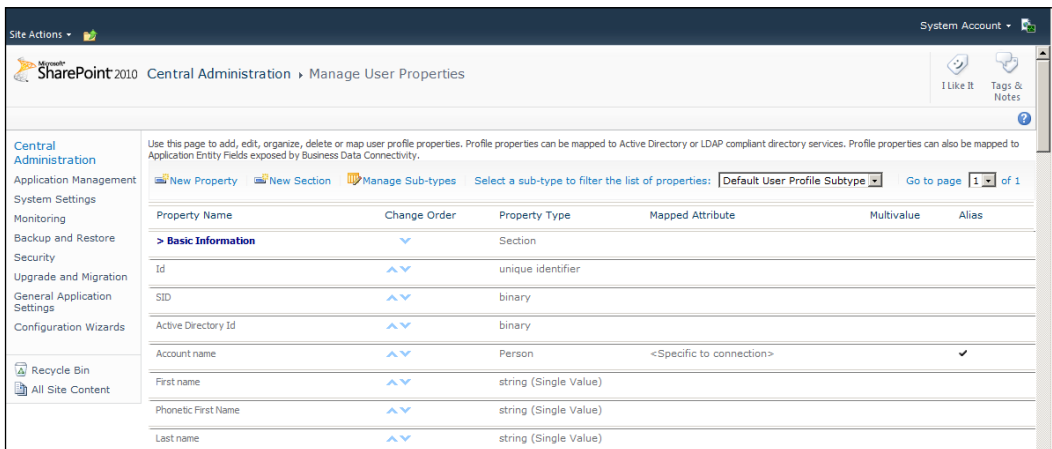 System Account
Site Actions
Microsoft
SharePoint 2010 Central Administration Manage User Properties
I Like It Tags &
Notes
Central
Administration
Application Management
System Settings
Monitoring
Backup and Restore
Security
Upgrade and Migration
General Application
Settings
Configuration Wizards
Recycle Bin
All Site Content
Use this page to add, edit, organize, delete or map user profile properties. Profile properties can be mapped to Active Directory or LDAP compliant directory services. Profile properties can also be mapped to
Application Entity Fields exposed by Business Data Connectivity.
New Property New Section Manage Sub-types Select a sub-type to filter the list of properties: Default User Profile Subtype Go to page 1 of 1
Property Name Change Order Property Type Mapped Attribute Multivalue Alias
> Basic Information Section
Id unique identifier
SID binary
Active Directory Id binary
Account name Person <Specific to connection> ✔
First name string (Single Value)
Phonetic First Name string (Single Value)
Last name string (Single Value)